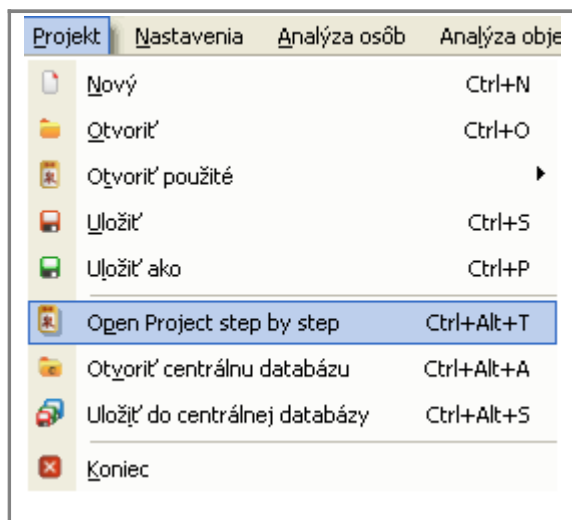 Projekt Nastavenia Analýza osôb Analýza obje
Nový Ctrl+N
Otvoriť Ctrl+O
Otvoriť použité
Uložiť Ctrl+S
Uložiť ako Ctrl+P
Open Project step by step Ctrl+Alt+T
Otvoriť centrálnu databázu Ctrl+Alt+A
Uložiť do centrálnej databázy Ctrl+Alt+S
Koniec